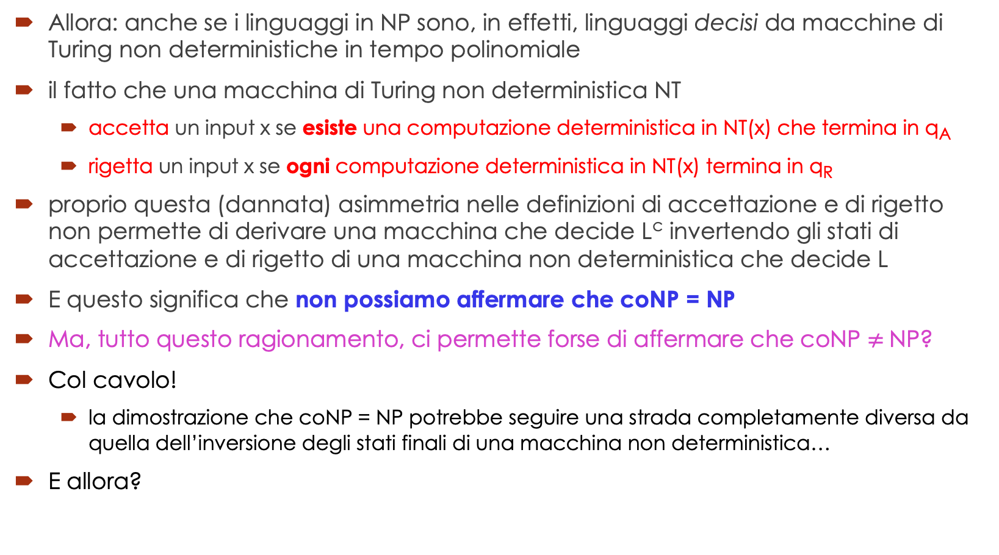 Allora: anche se i linguaggi in NP sono, in effetti, linguaggi decisi da macchine di
Turing non deterministiche in tempo polinomiale
il fatto che una macchina di Turing non deterministica NT
accetta un input x se esiste una computazione deterministica in NT(x) che termina in qA
rigetta un input x se ogni computazione deterministica in NT(x) termina in qR
proprio questa (dannata) asimmetria nelle definizioni di accettazione e di rigetto
non permette di derivare una macchina che decide Lᶜ invertendo gli stati di
accettazione e di rigetto di una macchina non deterministica che decide L
E questo significa che non possiamo affermare che coNP = NP
Ma, tutto questo ragionamento, ci permette forse di affermare che coNP ≠ NP?
Col cavolo!
la dimostrazione che coNP = NP potrebbe seguire una strada completamente diversa da
quella dell’inversione degli stati finali di una macchina non deterministica…
E allora?